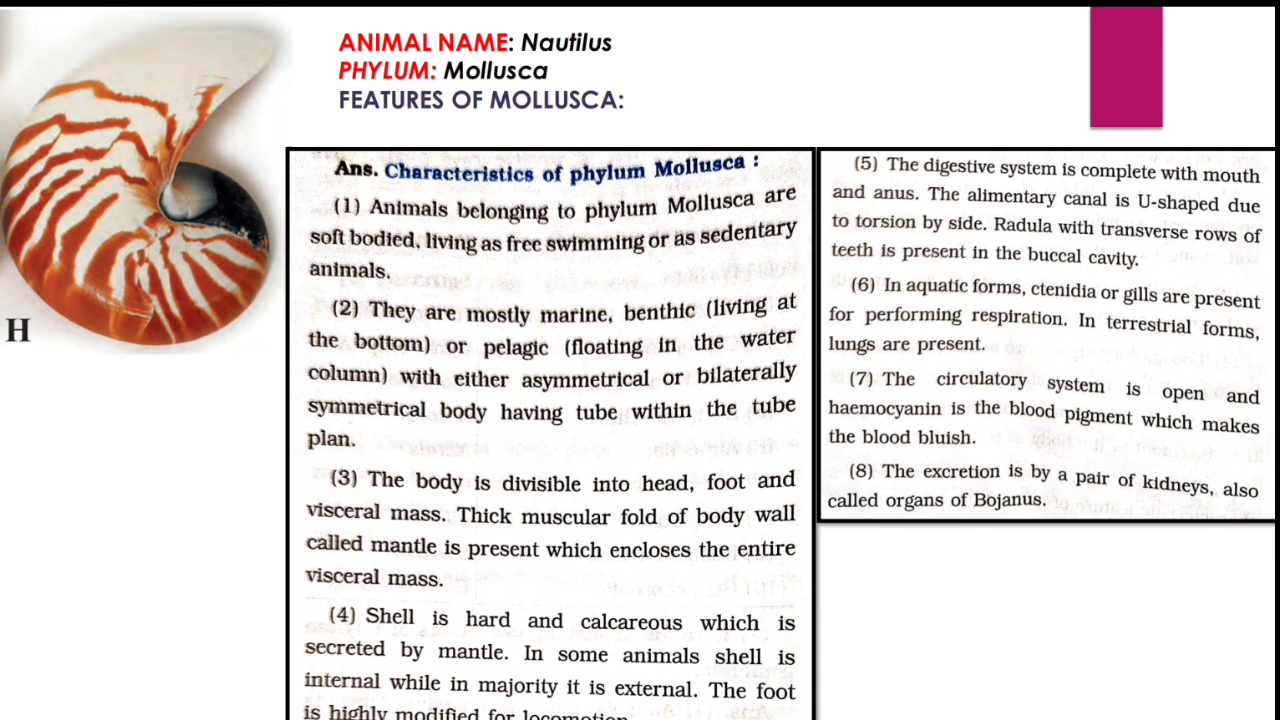 ANIMAL NAME: Nautilus
PHYLUM: Mollusca
FEATURES OF MOLLUSCA:
H
Ans. Characteristics of phylum Mollusca :
(1) Animals belonging to phylum Mollusca are
soft bodied, living as free swimming or as sedentary
animals.
(2) They are mostly marine, benthic (living at
the bottom) or pelagic (floating in the water
column) with either asymmetrical or bilaterally
symmetrical body having tube within the tube
plan.
(3) The body is divisible into head, foot and
visceral mass. Thick muscular fold of body wall
called mantle is present which encloses the entire
visceral mass.
(4) Shell is hard and calcareous which is
secreted by mantle. In some animals shell is
internal while in majority it is external. The foot
is highly modified for locomotion.
(5) The digestive system is complete with mouth
and anus. The alimentary canal is U-shaped due
to torsion by side. Radula with transverse rows of
teeth is present in the buccal cavity.
(6) In aquatic forms, ctenidia or gills are present
for performing respiration. In terrestrial forms,
lungs are present.
(7) The circulatory system is open and
haemocyanin is the blood pigment which makes
the blood bluish.
(8) The excretion is by a pair of kidneys, also
called organs of Bojanus.